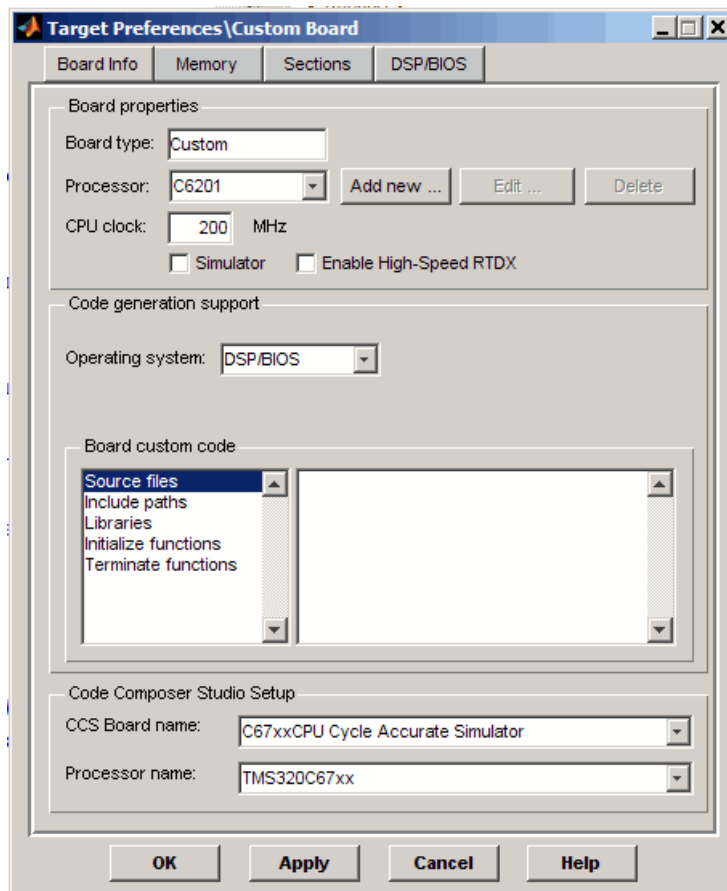 Target Preferences\Custom Board
Board Info Memory Sections DSP/BIOS
Board properties
Board type: Custom
Processor: C6201 Add new ... Edit ... Delete
CPU clock: 200 MHz
Simulator Enable High-Speed RTDX
Code generation support
Operating system: DSP/BIOS
Board custom code
Source files
Include paths
Libraries
Initialize functions
Terminate functions
Code Composer Studio Setup
CCS Board name: C67xxCPU Cycle Accurate Simulator
Processor name: TMS320C67xx
OK Apply Cancel Help